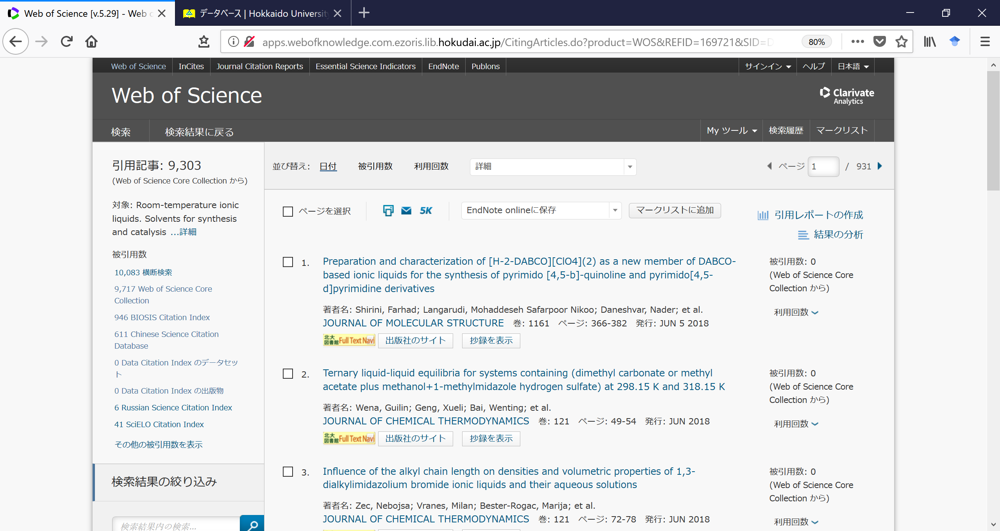 Web of Science [v.5.29] - Web
データベース | Hokkaido University
apps.webofknowledge.com.ezoris.lib.hokudai.ac.jp/CitingArticles.do?product=WOS&REFID=169721&SID=D
80%
Web of Science InCites Journal Citation Reports Essential Science Indicators EndNote Publons サインイン ヘルプ 日本語
Web of Science
Clarivate
Analytics
検索 検索結果に戻る My ツール 検索履歴 マークリスト
引用記事: 9,303
(Web of Science Core Collection から)
対象: Room-temperature ionic
liquids. Solvents for synthesis
and catalysis ...詳細
被引用数
10,083 横断検索
9,717 Web of Science Core
Collection
946 BIOSIS Citation Index
611 Chinese Science Citation
Database
0 Data Citation Index のデータセッ
ト
0 Data Citation Index の出版物
6 Russian Science Citation Index
41 SciELO Citation Index
その他の被引用数を表示
検索結果の絞り込み
検索結果内の検索...
並び替え: 日付 被引用数 利用回数 詳細
ページ 1 / 931
ページを選択 5K EndNote onlineに保存 マークリストに追加
引用レポートの作成
結果の分析
1. Preparation and characterization of [H-2-DABCO][ClO4](2) as a new member of DABCO-
based ionic liquids for the synthesis of pyrimido [4,5-b]-quinoline and pyrimido[4,5-
d]pyrimidine derivatives
著者名: Shirini, Farhad; Langarudi, Mohaddeseh Safarpoor Nikoo; Daneshvar, Nader; et al.
JOURNAL OF MOLECULAR STRUCTURE 巻: 1161 ページ: 366-382 発行: JUN 5 2018
北大図書館 Full Text Navi 出版社のサイト 抄録を表示
被引用数: 0
(Web of Science Core
Collection から)
利用回数
2. Ternary liquid-liquid equilibria for systems containing (dimethyl carbonate or methyl
acetate plus methanol+1-methylmidazole hydrogen sulfate) at 298.15 K and 318.15 K
著者名: Wena, Guilin; Geng, Xueli; Bai, Wenting; et al.
JOURNAL OF CHEMICAL THERMODYNAMICS 巻: 121 ページ: 49-54 発行: JUN 2018
北大図書館 Full Text Navi 出版社のサイト 抄録を表示
被引用数: 0
(Web of Science Core
Collection から)
利用回数
3. Influence of the alkyl chain length on densities and volumetric properties of 1,3-
dialkylimidazolium bromide ionic liquids and their aqueous solutions
著者名: Zec, Nebojsa; Vranes, Milan; Bester-Rogac, Marija; et al.
JOURNAL OF CHEMICAL THERMODYNAMICS 巻: 121 ページ: 72-78 発行: JUN 2018
被引用数: 0
(Web of Science Core
Collection から)
利用回数